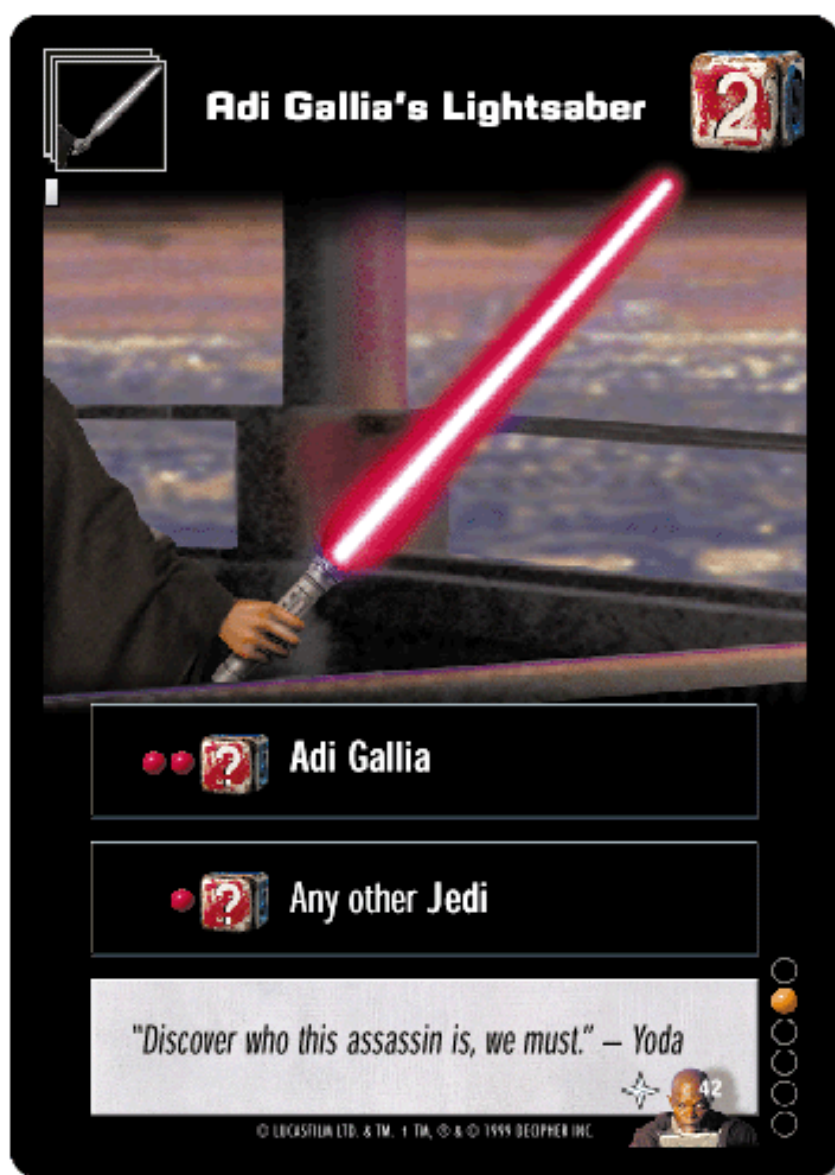 Adi Gallia's Lightsaber
2
? Adi Gallia
? Any other Jedi
"Discover who this assassin is, we must." – Yoda
42
© LUCASFILM LTD. & TM. † TM, ® & © 1999 DECIPHER INC.